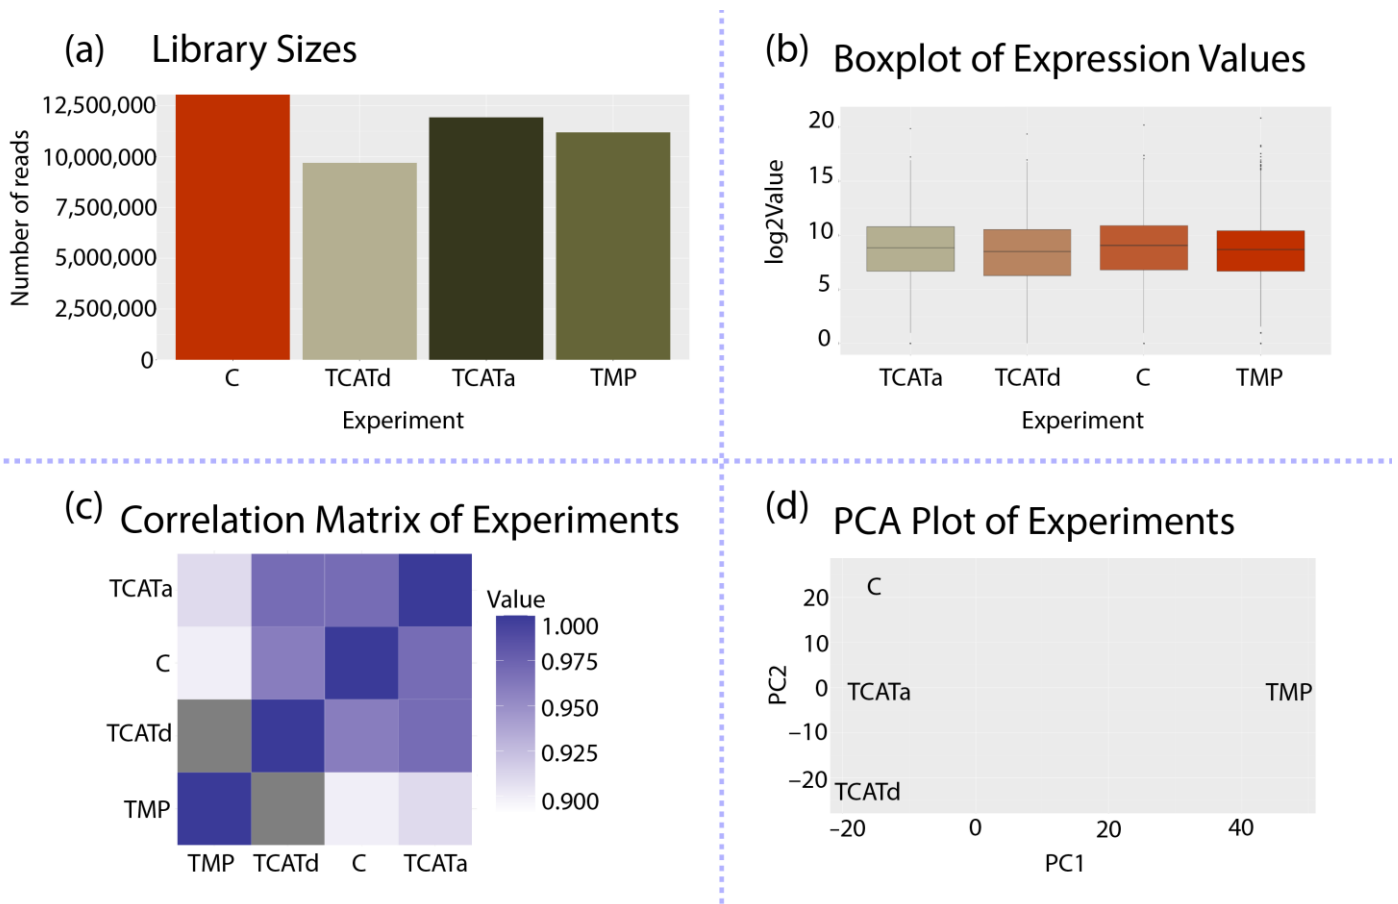 (a) Library Sizes
12,500,000
10,000,000
7,500,000
5,000,000
2,500,000
0
Number of reads
C TCATd TCATa TMP
Experiment
(b) Boxplot of Expression Values
20
15
10
5
0
log2Value
TCATa TCATd C TMP
Experiment
(c) Correlation Matrix of Experiments
TCATa
C
TCATd
TMP
TMP TCATd C TCATa
Value
1.000
0.975
0.950
0.925
0.900
(d) PCA Plot of Experiments
20
10
0
–10
–20
PC2
C
TCATa TMP
TCATd
–20 0 20 40
PC1